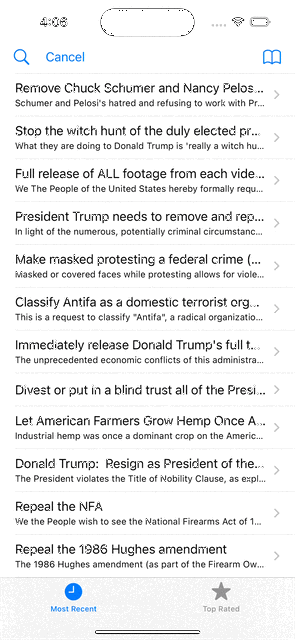 4:06
Cancel
Remove Chuck Schumer and Nancy Pelos...
Schumer and Pelosi's hatred and refusing to work with Pr...
Stop the witch hunt of the duly elected pr...
What they are doing to Donald Trump is 'really a witch hu...
Full release of ALL footage from each vide...
We The People of the United States hereby formally requ...
President Trump needs to remove and rep...
In light of the numerous, potentially criminal circumstanc...
Make masked protesting a federal crime (...
Masked or covered faces while protesting allows for viole...
Classify Antifa as a domestic terrorist org...
This is a request to classify "Antifa", a radical organizatio...
Immediately release Donald Trump's full t...
The unprecedented economic conflicts of this administra...
Divest or put in a blind trust all of the Presi...
Let American Farmers Grow Hemp Once A...
Industrial hemp was once a dominant crop on the Americ...
Donald Trump: Resign as President of the...
The President violates the Title of Nobility Clause, as expl...
Repeal the NFA
We the People wish to see the National Firearms Act of 1...
Repeal the 1986 Hughes amendment
The 1986 Hughes amendment (as part of the Firearm Ow...
Most Recent
Top Rated